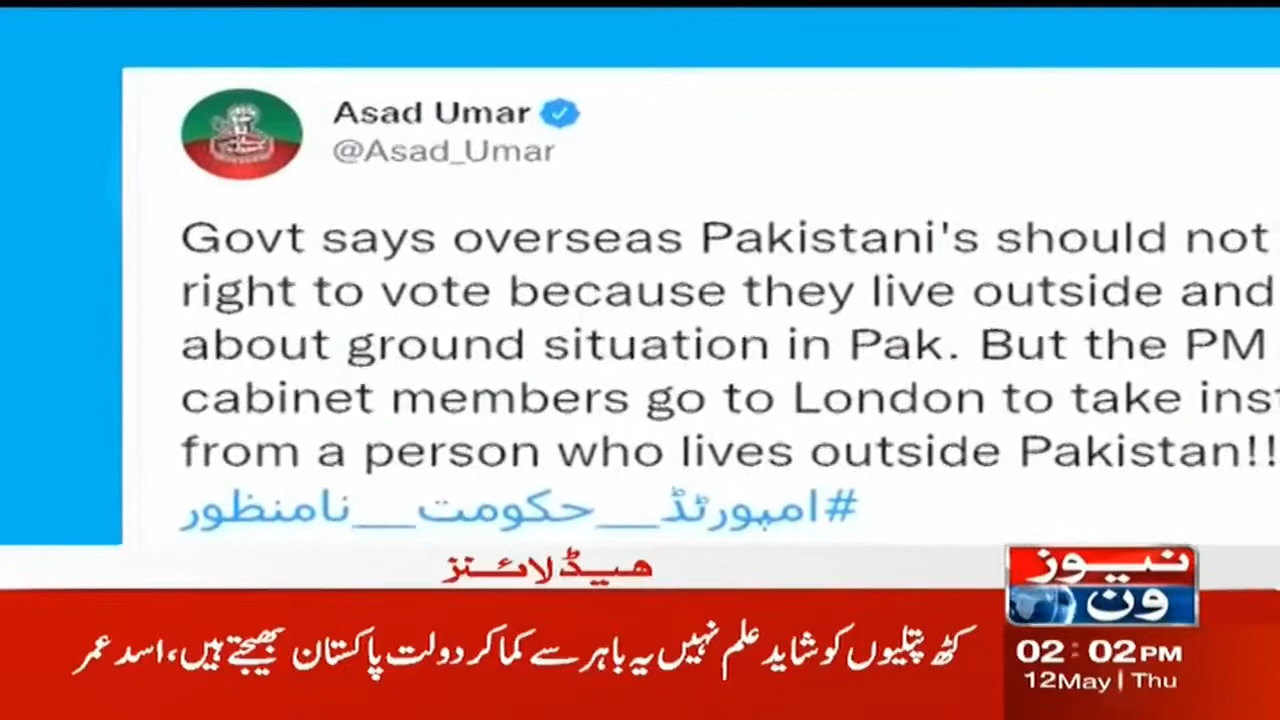 Asad Umar
@Asad_Umar
Govt says overseas Pakistani's should not
right to vote because they live outside and
about ground situation in Pak. But the PM
cabinet members go to London to take inst
from a person who lives outside Pakistan!!
#امپورٹڈ__حکومت__نامنظور
ہیڈلائنز
نیوز
ون
کٹھ پتلیوں کو شاید علم نہیں یہ باہر سے کما کر دولت پاکستان بھیجتے ہیں، اسد عمر
02:02PM
12May | Thu